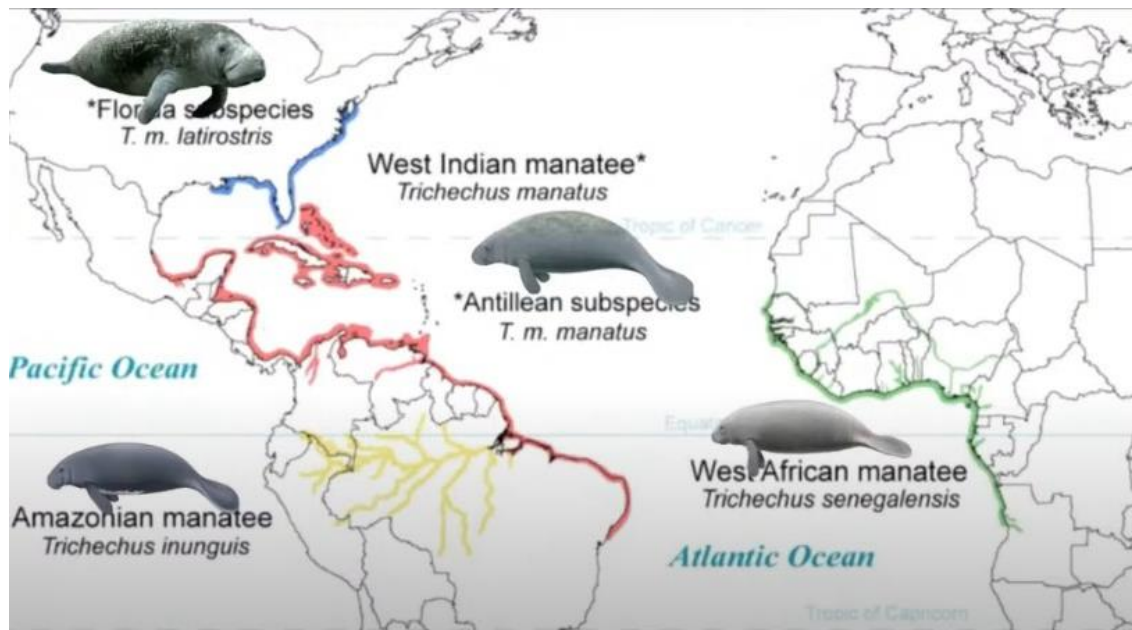 *Florida subspecies
T. m. latirostris
West Indian manatee*
Trichechus manatus
Tropic of Cancer
*Antillean subspecies
T. m. manatus
Pacific Ocean
Equator
West African manatee
Trichechus senegalensis
Amazonian manatee
Trichechus inunguis
Atlantic Ocean
Tropic of Capricorn